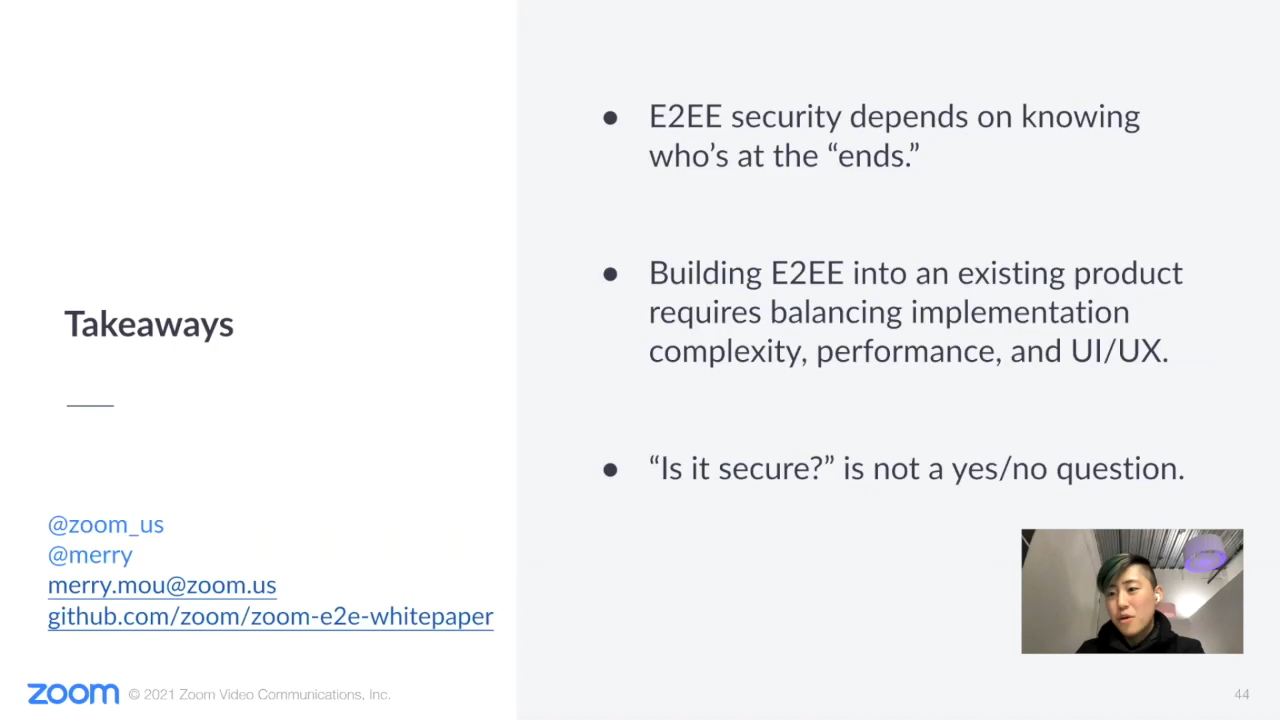 Takeaways
@zoom_us
@merry
merry.mou@zoom.us
github.com/zoom/zoom-e2e-whitepaper
● E2EE security depends on knowing
who’s at the “ends.”
● Building E2EE into an existing product
requires balancing implementation
complexity, performance, and UI/UX.
● “Is it secure?” is not a yes/no question.
zoom © 2021 Zoom Video Communications, Inc.
44